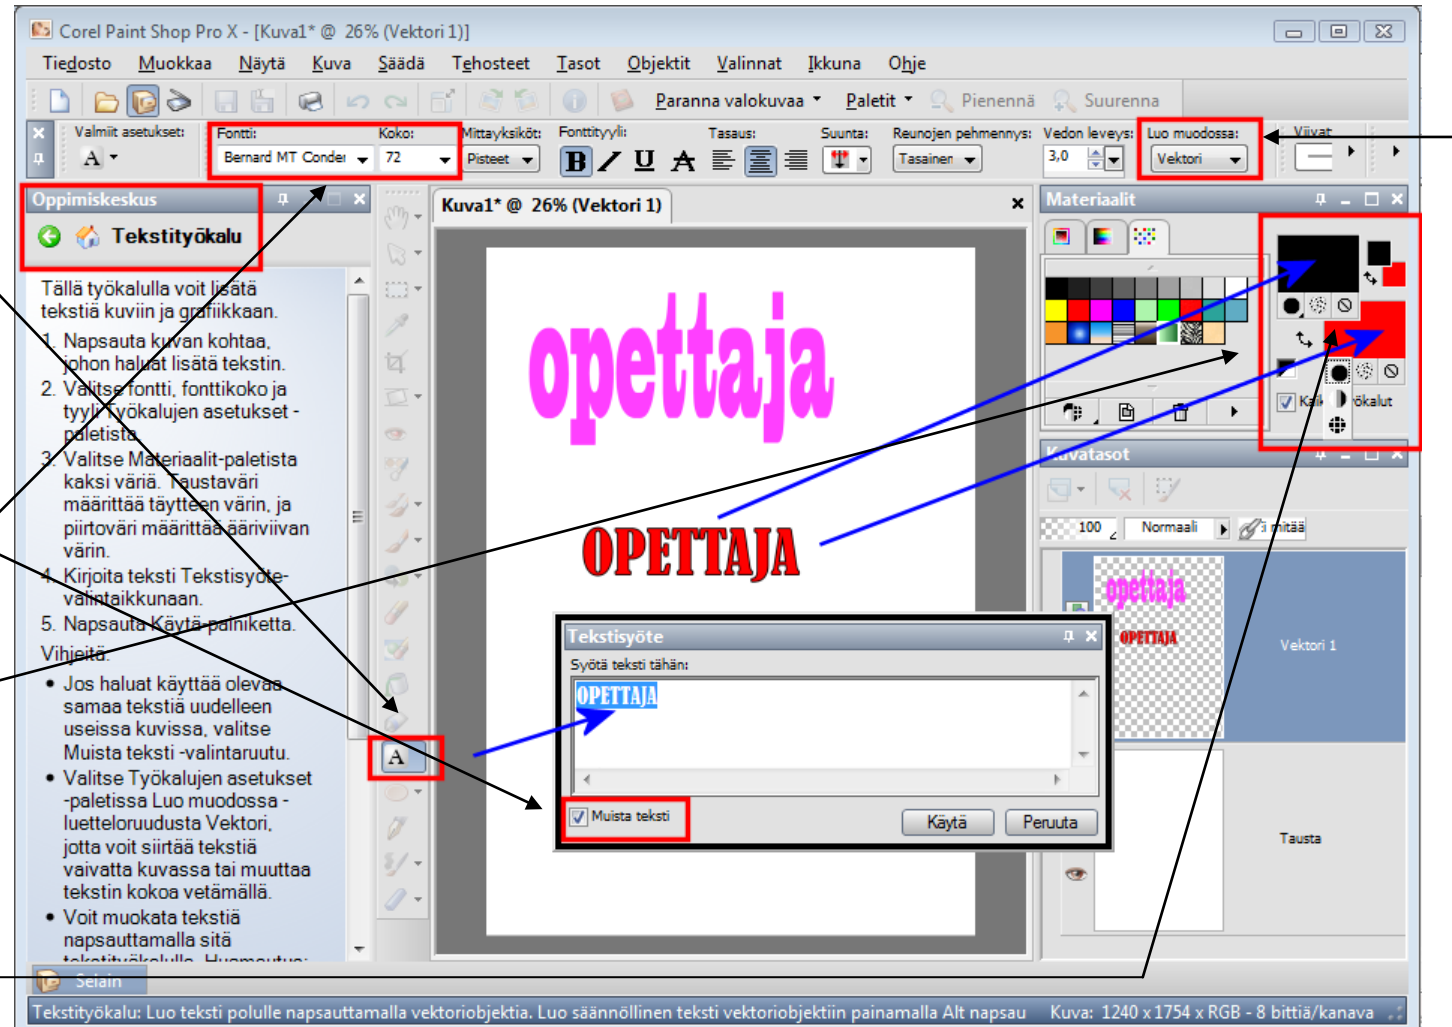 Corel Paint Shop Pro X - [Kuva1* @ 26% (Vektori 1)]
Tiedosto Muokkaa Näytä Kuva Säädä Tehosteet Tasot Objektit Valinnat Ikkuna Ohje
Paranna valokuvaa Paletit Pienennä Suurenna
Valmiit asetukset: Fontti: Koko: Mittayksiköt: Fonttityyli: Tasaus: Suunta: Reunojen pehmennys: Vedon leveys: Luo muodossa: Viivat
A Bernard MT Conder 72 Pisteet B I U A Tasainen 3,0 Vektori
Oppimiskeskus
Tekstityökalu
Tällä työkalulla voit lisätä
tekstiä kuviin ja grafiikkaan.
1. Napsauta kuvan kohtaa,
johon haluat lisätä tekstin.
2. Valitse fontti, fonttikoko ja
tyyli Työkalujen asetukset -
paletista.
3. Valitse Materiaalit-paletista
kaksi väriä. Taustaväri
määrittää täytteen värin, ja
piirtoväri määrittää ääriviivan
värin.
4. Kirjoita teksti Tekstisyöte-
valintaikkunaan.
5. Napsauta Käytä-painiketta.
Vihjeitä:
• Jos haluat käyttää olevaa
samaa tekstiä uudelleen
useissa kuvissa, valitse
Muista teksti -valintaruutu.
• Valitse Työkalujen asetukset
-paletissa Luo muodossa -
luetteloruudusta Vektori,
jotta voit siirtää tekstiä
vaivatta kuvassa tai muuttaa
tekstin kokoa vetämällä.
• Voit muokata tekstiä
napsauttamalla sitä
A
Kuva1* @ 26% (Vektori 1)
opettaja
OPETTAJA
Tekstisyöte
Syötä teksti tähän:
OPETTAJA
Muista teksti
Käytä Peruuta
Materiaalit
Kuvatasot
100 Normaali mitää
opettaja
OPETTAJA
Vektori 1
Tausta
Selain
Tekstityökalu: Luo teksti polulle napsauttamalla vektoriobjektia. Luo säännöllinen teksti vektoriobjektiin painamalla Alt napsau Kuva: 1240 x 1754 x RGB - 8 bittiä/kanava